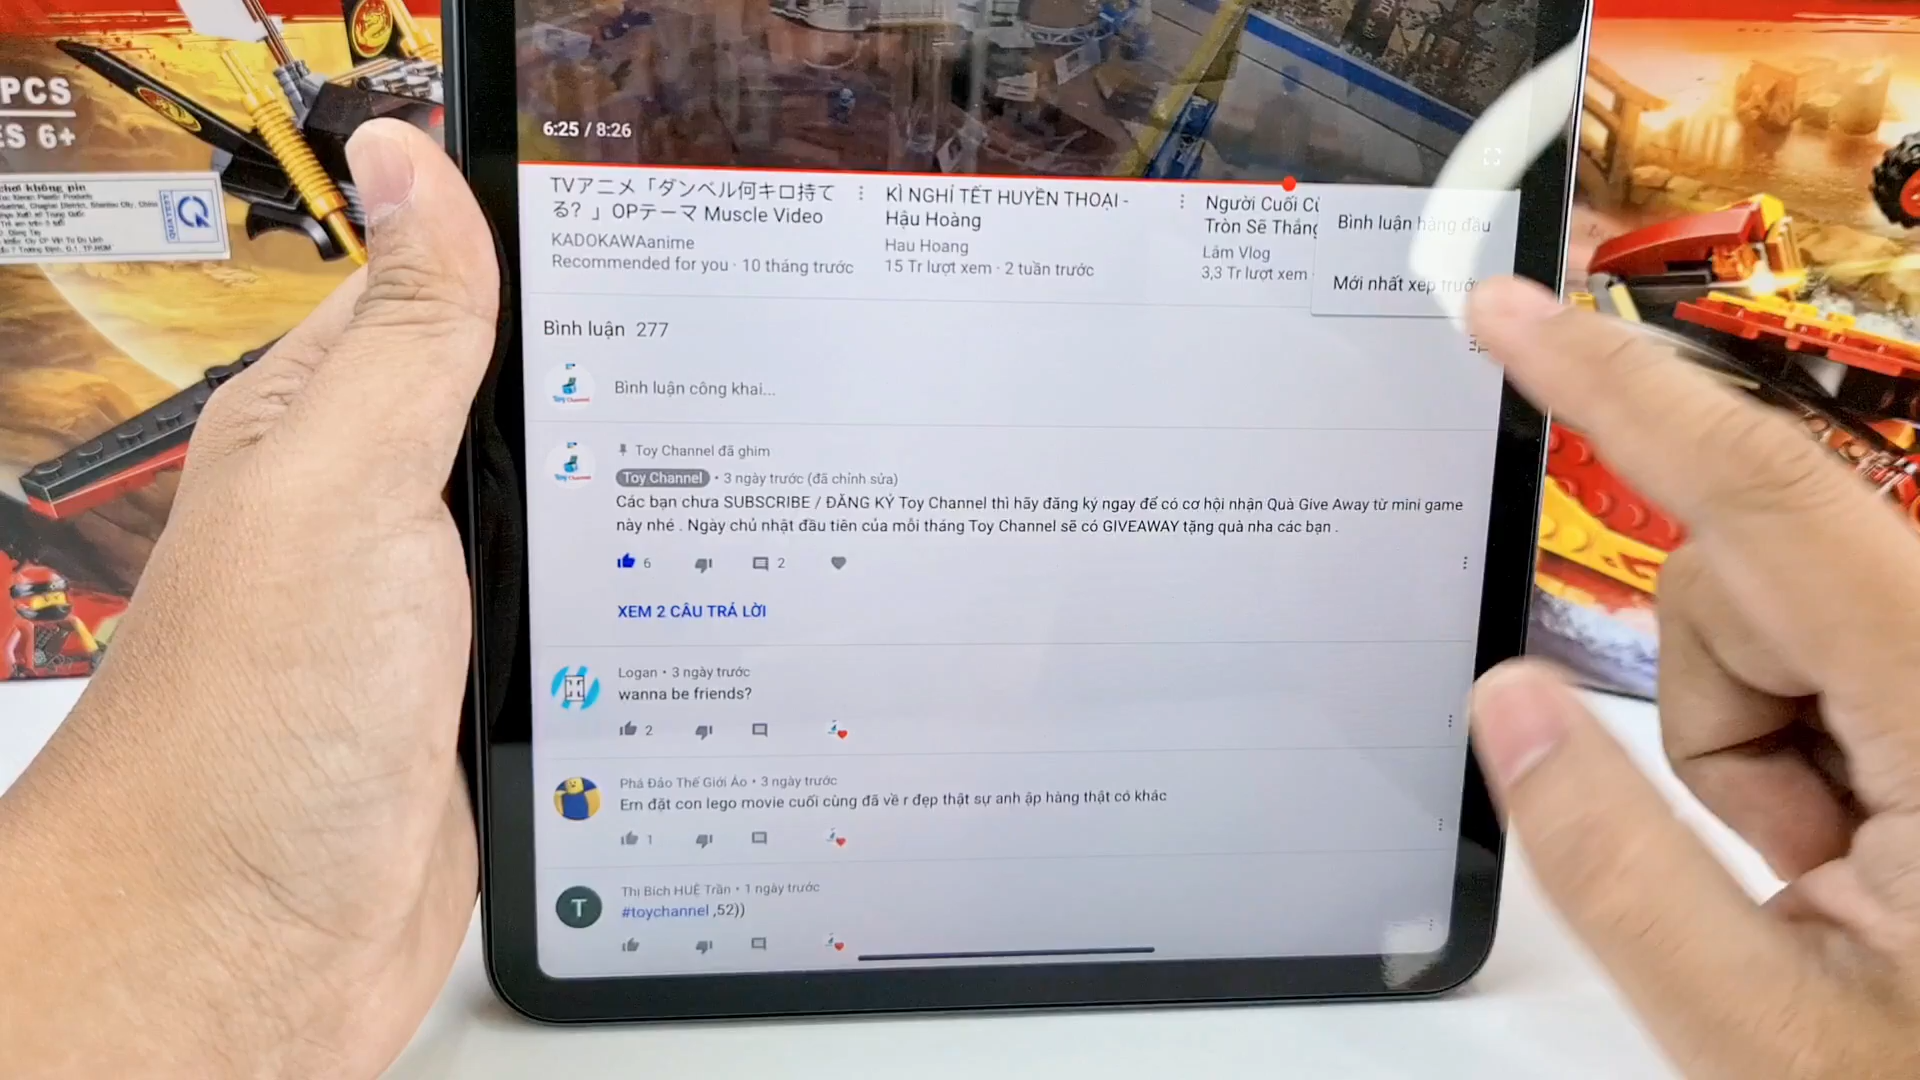 PCS
ES 6+
6:25 / 8:26
TVアニメ「ダンベル何キロ持て
る？」OPテーマ Muscle Video
KADOKAWAanime
Recommended for you · 10 tháng trước
KÌ NGHỈ TẾT HUYỀN THOẠI -
Hậu Hoàng
Hau Hoang
15 Tr lượt xem · 2 tuần trước
Người Cuối Cù
Tròn Sẽ Thắng
Lâm Vlog
3,3 Tr lượt xem
Bình luận hàng đầu
Mới nhất xếp trước
Bình luận 277
Bình luận công khai...
Toy Channel đã ghim
Toy Channel • 3 ngày trước (đã chỉnh sửa)
Các bạn chưa SUBSCRIBE / ĐĂNG KÝ Toy Channel thì hãy đăng ký ngay để có cơ hội nhận Quà Give Away từ mini game
này nhé . Ngày chủ nhật đầu tiên của mỗi tháng Toy Channel sẽ có GIVEAWAY tặng quà nha các bạn .
6
2
XEM 2 CÂU TRẢ LỜI
Logan • 3 ngày trước
wanna be friends?
2
Phá Đảo Thế Giới Ảo • 3 ngày trước
Em đặt con lego movie cuối cùng đã về r đẹp thật sự anh ạp hàng thật có khác
1
T
Thị Bích HUỆ Trần • 1 ngày trước
#toychannel ,52))